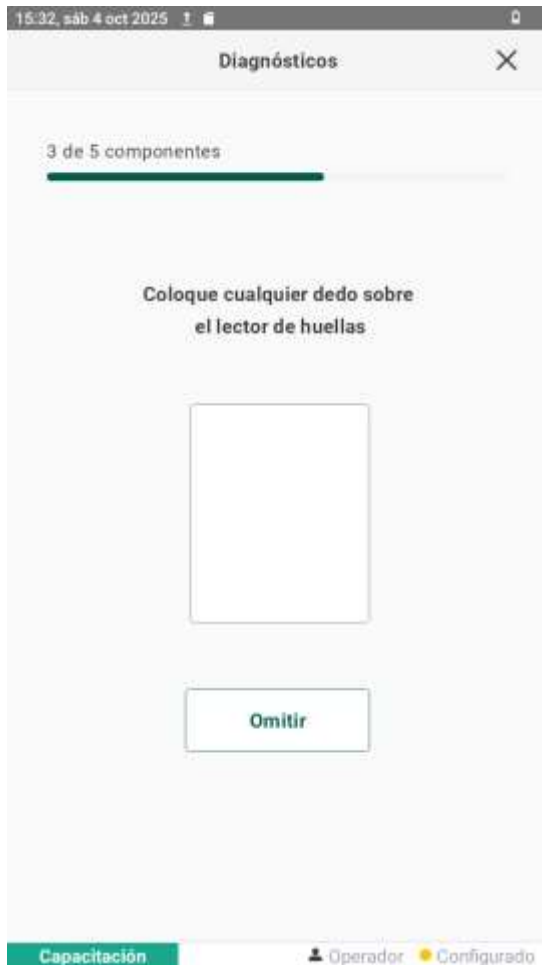 15:32, sáb 4 oct 2025
Diagnósticos
3 de 5 componentes
Coloque cualquier dedo sobre
el lector de huellas
Omitir
Capacitación Operador Configurado